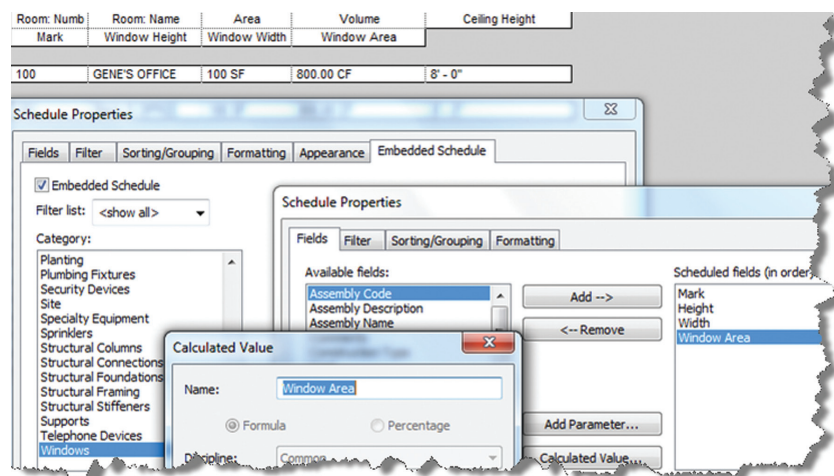 Room: Numb Room: Name Area Volume Ceiling Height
Mark Window Height Window Width Window Area
100 GENE'S OFFICE 100 SF 800.00 CF 8' - 0"
Schedule Properties
Fields Filter Sorting/Grouping Formatting Appearance Embedded Schedule
Embedded Schedule
Filter list: <show all>
Category:
Planting
Plumbing Fixtures
Security Devices
Site
Specialty Equipment
Sprinklers
Structural Columns
Structural Connections
Structural Foundations
Structural Framing
Structural Stiffeners
Supports
Telephone Devices
Windows
Schedule Properties
Fields Filter Sorting/Grouping Formatting
Available fields:
Assembly Code
Assembly Description
Assembly Name
Add -->
<-- Remove
Add Parameter...
Calculated Value...
Scheduled fields (in order
Mark
Height
Width
Window Area
Calculated Value
Name: Window Area
Formula Percentage
Discipline: Common